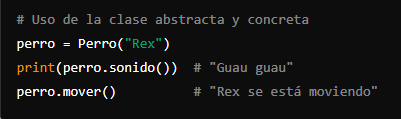 # Uso de la clase abstracta y concreta
perro = Perro("Rex")
print(perro.sonido())  # "Guau guau"
perro.mover()          # "Rex se está moviendo"